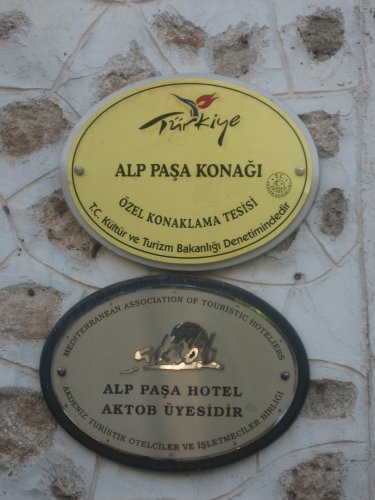 Türkiye
ALP PAŞA KONAĞI
T.C.
ÖZEL KONAKLAMA TESİSİ
T.C. Kültür ve Turizm Bakanlığı Denetimindedir
MEDITERRANEAN ASSOCIATION OF TOURISTIC HOTELIERS
aktob
ALP PAŞA HOTEL
AKTOB ÜYESİDİR
AKDENİZ TURİSTİK OTELCİLER VE İŞLETMECİLER BİRLİĞİ